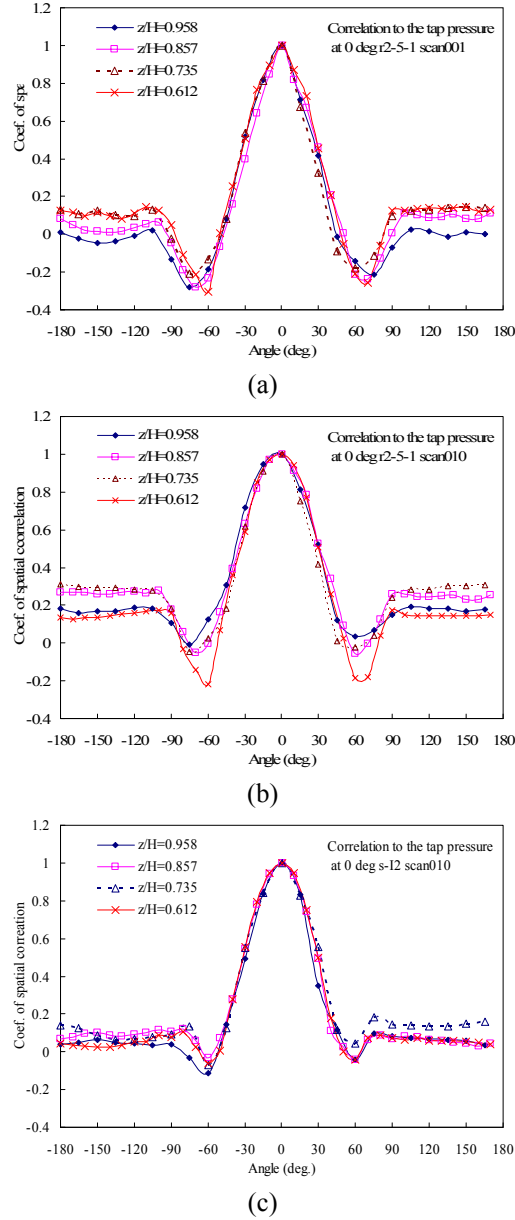 (a)
1.2
1
0.8
0.6
0.4
0.2
0
-0.2
-0.4
Coef. of spa
z/H=0.958
z/H=0.857
z/H=0.735
z/H=0.612
Correlation to the tap pressure
at 0 deg r2-5-1 scan001
-180 -150 -120 -90 -60 -30 0 30 60 90 120 150 180
Angle (deg.)
(a)
1.2
1
0.8
0.6
0.4
0.2
0
-0.2
-0.4
Coesf. of spatial ccorrelation
z/H=0.958
z/H=0.857
z/H=0.735
z/H=0.612
Correlation to the tap pressure
at 0 deg r2-5-1 scan010
-180 -150 -120 -90 -60 -30 0 30 60 90 120 150 180
Angle (deg.)
(b)
1.2
1
0.8
0.6
0.4
0.2
0
-0.2
-0.4
Coef. of spatial correation
z/H=0.958
z/H=0.857
z/H=0.735
z/H=0.612
Correlation to the tap pressure
at 0 deg s-I2 scan010
-180 -150 -120 -90 -60 -30 0 30 60 90 120 150 180
Angle (deg.)
(c)